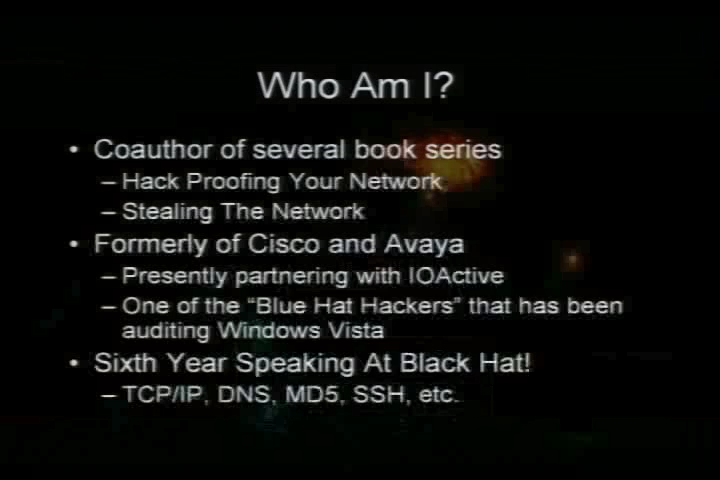 Who Am I?
• Coauthor of several book series
– Hack Proofing Your Network
– Stealing The Network
• Formerly of Cisco and Avaya
– Presently partnering with IOActive
– One of the “Blue Hat Hackers” that has been
auditing Windows Vista
• Sixth Year Speaking At Black Hat!
– TCP/IP, DNS, MD5, SSH, etc.